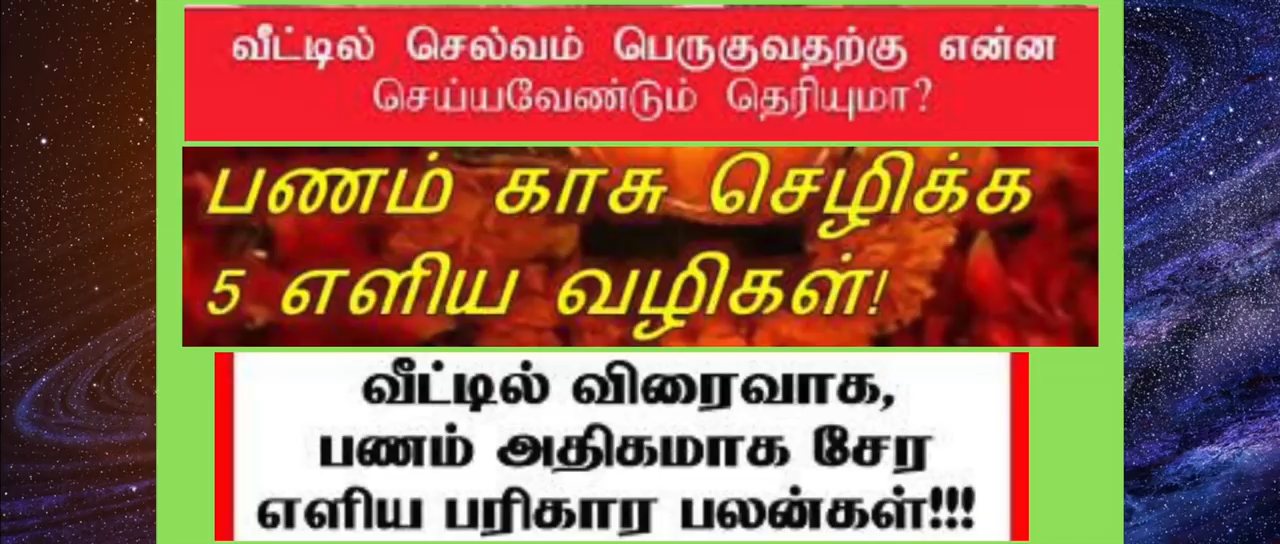 வீட்டில் செல்வம் பெருகுவதற்கு என்ன
செய்யவேண்டும் தெரியுமா?
பணம் காசு செழிக்க
5 எளிய வழிகள்!
வீட்டில் விரைவாக,
பணம் அதிகமாக சேர
எளிய பரிகார பலன்கள்!!!